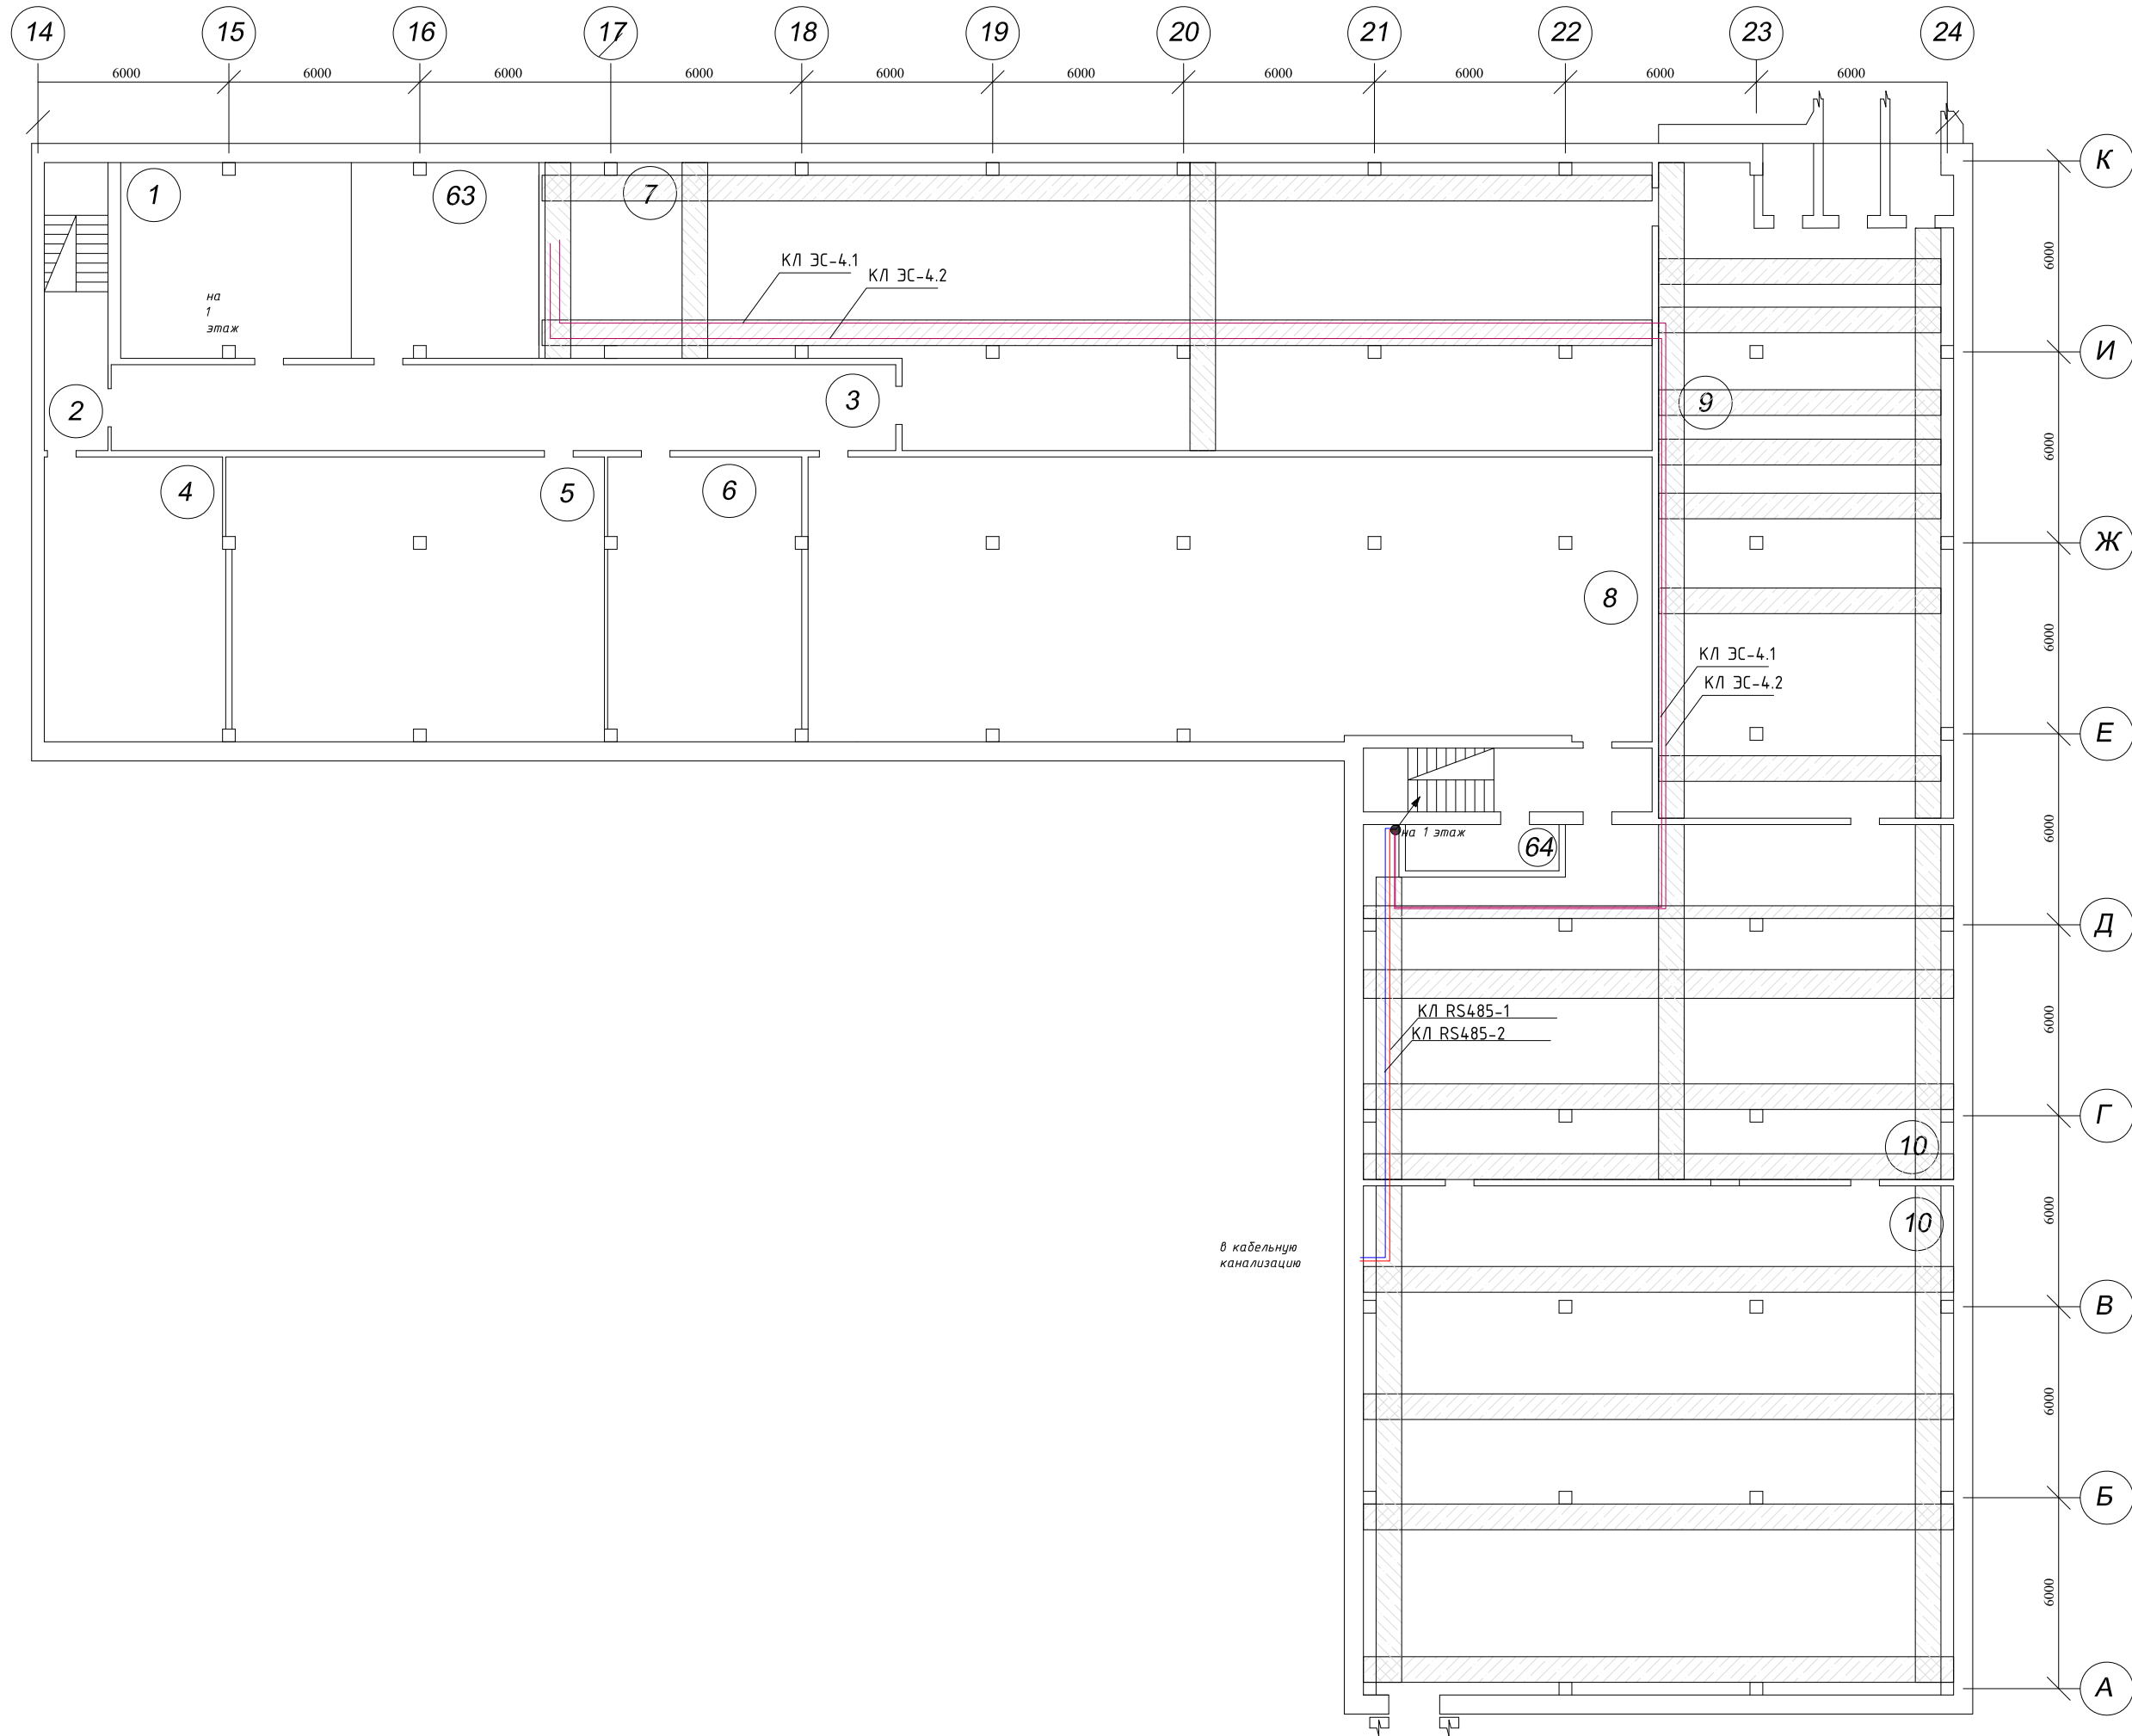 14 15 16 17 18 19 20 21 22 23 24
6000 6000 6000 6000 6000 6000 6000 6000 6000 6000
К
1
63
7
6000
КЛ ЭС-4.1
КЛ ЭС-4.2
на
1
этаж
И
2
3
9
6000
4
5
6
Ж
8
6000
КЛ ЭС-4.1
КЛ ЭС-4.2
Е
6000
на 1 этаж
64
Д
КЛ RS485-1
КЛ RS485-2
6000
Г
10
10
6000
в кабельную
канализацию
В
6000
Б
6000
А